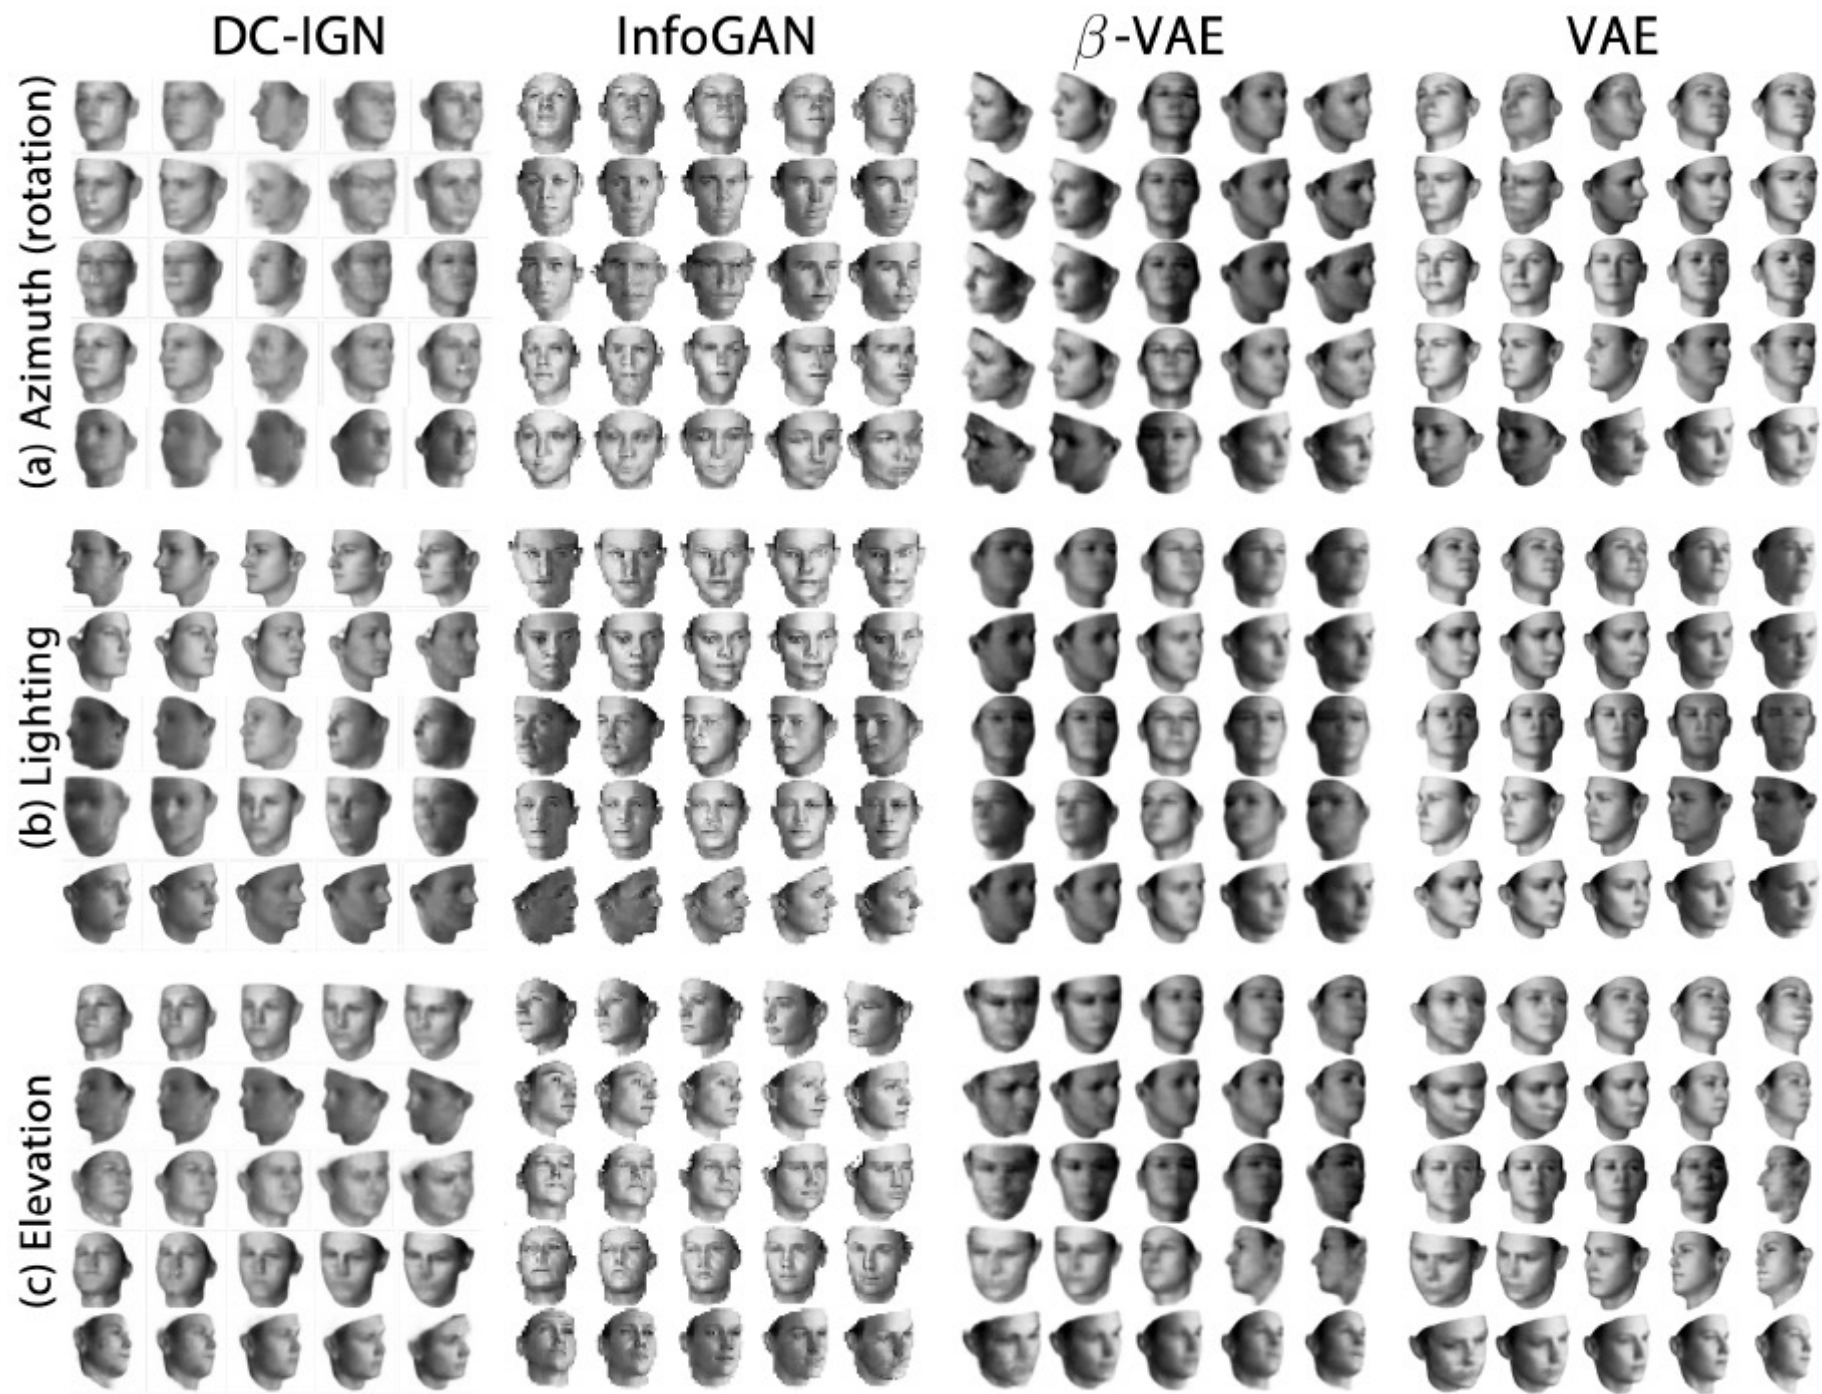 DC-IGN InfoGAN β-VAE VAE
(a) Azimuth (rotation)
(b) Lighting
(c) Elevation